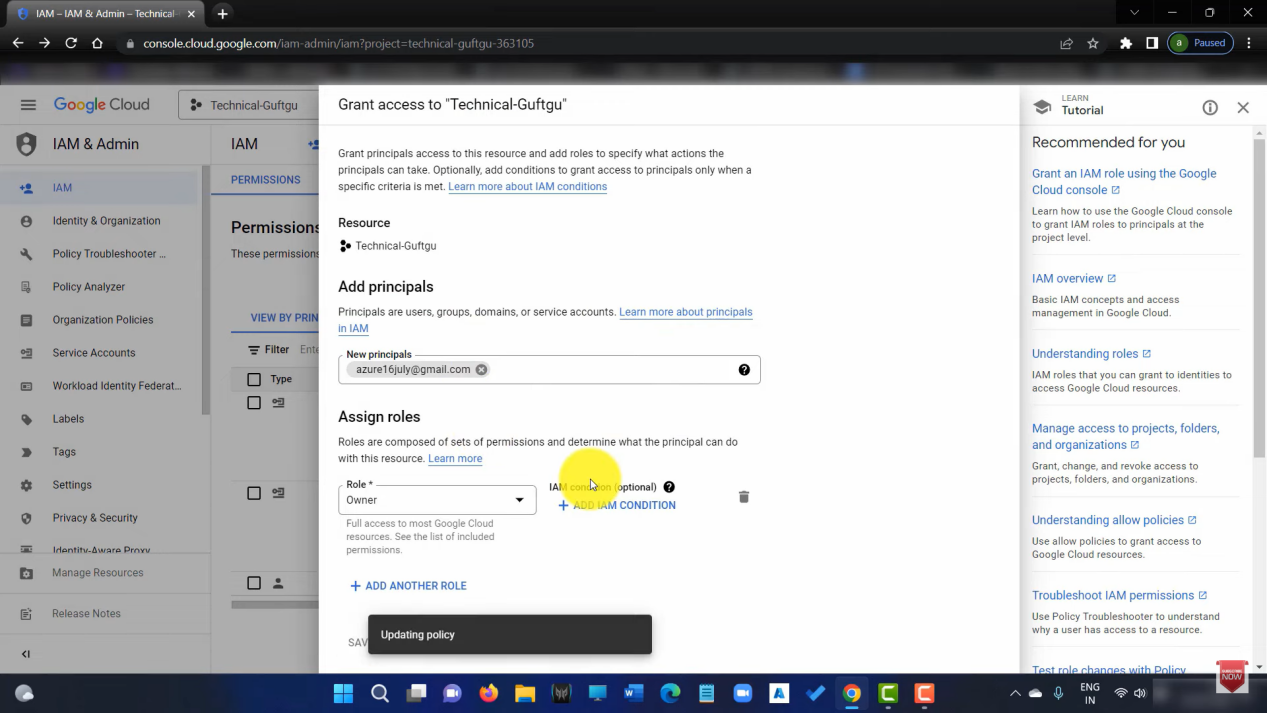 IAM – IAM & Admin – Technical-
console.cloud.google.com/iam-admin/iam?project=technical-guftgu-363105
a Paused
Google Cloud
Technical-Guftgu
IAM & Admin
IAM
Identity & Organization
Policy Troubleshooter ...
Policy Analyzer
Organization Policies
Service Accounts
Workload Identity Federat...
Labels
Tags
Settings
Privacy & Security
Identity-Aware Proxy
Manage Resources
Release Notes
IAM
PERMISSIONS
Permissions
These permissions
VIEW BY PRIN
Filter Ente
Type
Grant access to "Technical-Guftgu"
Grant principals access to this resource and add roles to specify what actions the
principals can take. Optionally, add conditions to grant access to principals only when a
specific criteria is met. Learn more about IAM conditions
Resource
Technical-Guftgu
Add principals
Principals are users, groups, domains, or service accounts. Learn more about principals
in IAM
New principals
azure16july@gmail.com
Assign roles
Roles are composed of sets of permissions and determine what the principal can do
with this resource. Learn more
Role *
Owner
IAM condition (optional)
+ ADD IAM CONDITION
Full access to most Google Cloud
resources. See the list of included
permissions.
+ ADD ANOTHER ROLE
SAV
Updating policy
LEARN
Tutorial
Recommended for you
Grant an IAM role using the Google
Cloud console
Learn how to use the Google Cloud console
to grant IAM roles to principals at the
project level.
IAM overview
Basic IAM concepts and access
management in Google Cloud.
Understanding roles
IAM roles that you can grant to identities to
access Google Cloud resources.
Manage access to projects, folders,
and organizations
Grant, change, and revoke access to
projects, folders, and organizations.
Understanding allow policies
Use allow policies to grant access to
Google Cloud resources.
Troubleshoot IAM permissions
Use Policy Troubleshooter to understand
why a user has access to a resource.
Test role changes with Policy
SUBSCRIBE
NOW
ENG
IN